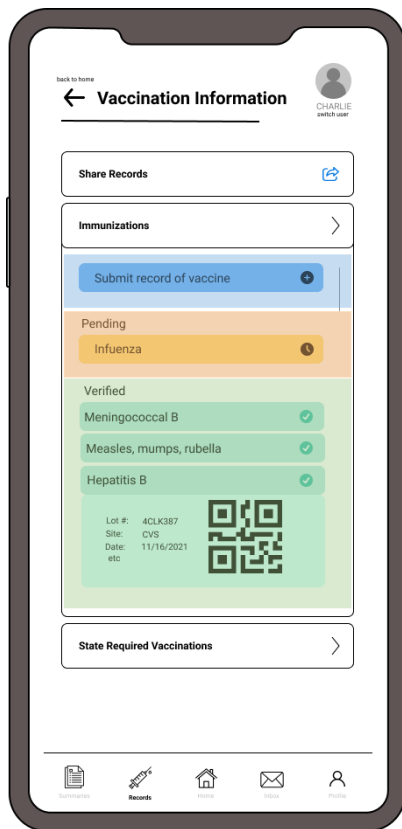 back to home
Vaccination Information
CHARLIE
switch user
Share Records
Immunizations
Submit record of vaccine
Pending
Infuenza
Verified
Meningococcal B
Measles, mumps, rubella
Hepatitis B
Lot #: 4CLK387
Site: CVS
Date: 11/16/2021
etc
State Required Vaccinations
Summaries Records Home Inbox Profile